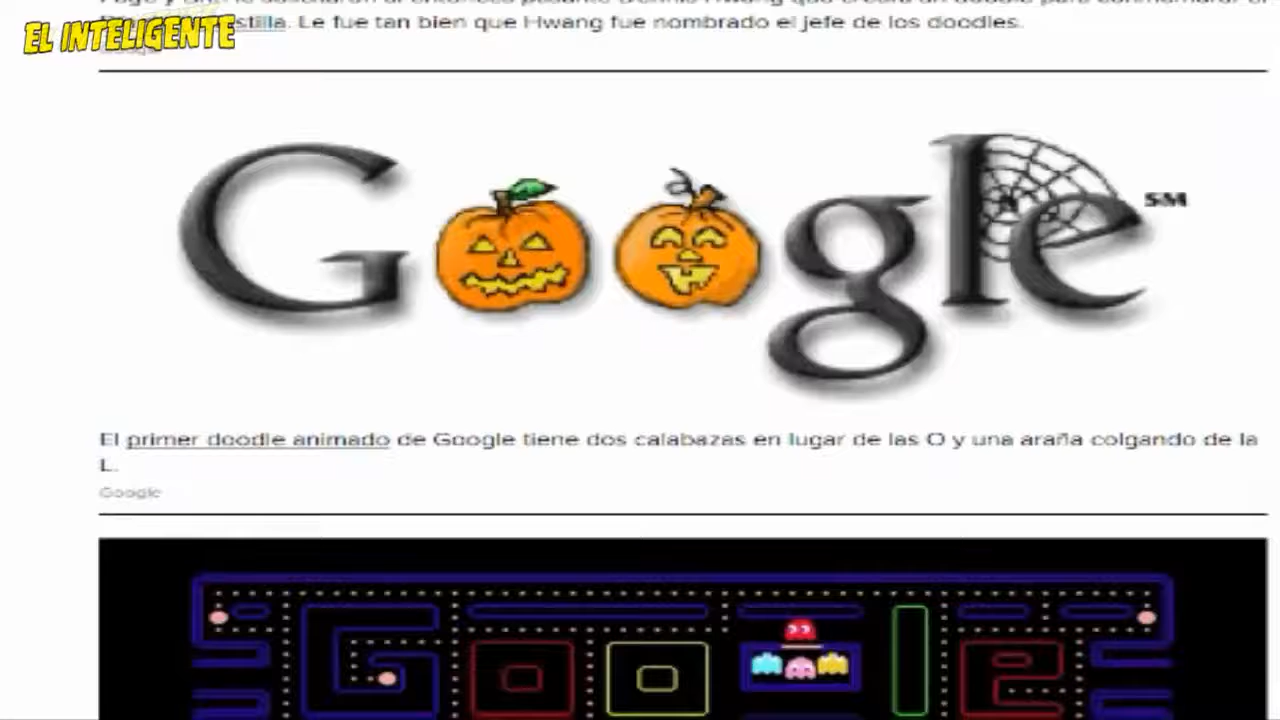 EL INTELIGENTE
stilla. Le fue tan bien que Hwang fue nombrado el jefe de los doodles.
Google
SM
El primer doodle animado de Google tiene dos calabazas en lugar de las O y una araña colgando de la
L.
Google
Google